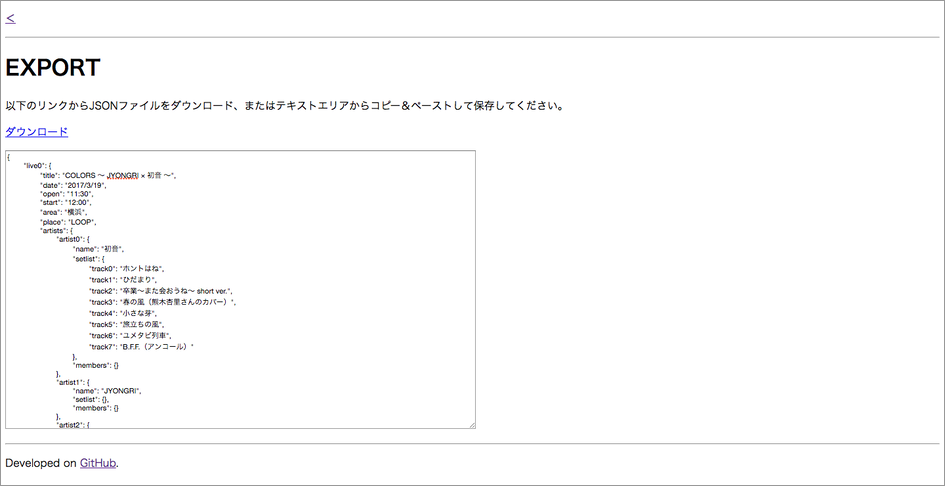 <
EXPORT
以下のリンクからJSONファイルをダウンロード、またはテキストエリアからコピー＆ペーストして保存してください。
ダウンロード
{
"live0": {
"title": "COLORS 〜 JYONGRI × 初音 〜",
"date": "2017/3/19",
"open": "11:30",
"start": "12:00",
"area": "横浜",
"place": "LOOP",
"artists": {
"artist0": {
"name": "初音",
"setlist": {
"track0": "ホントはね",
"track1": "ひだまり",
"track2": "卒業〜また会おうね〜 short ver.",
"track3": "春の風（熊木杏里さんのカバー）",
"track4": "小さな芽",
"track5": "旅立ちの風",
"track6": "ユメタビ列車",
"track7": "B.F.F.（アンコール）"
},
"members": {}
},
"artist1": {
"name": "JYONGRI",
"setlist": {},
"members": {}
},
"artist2": {
Developed on GitHub.